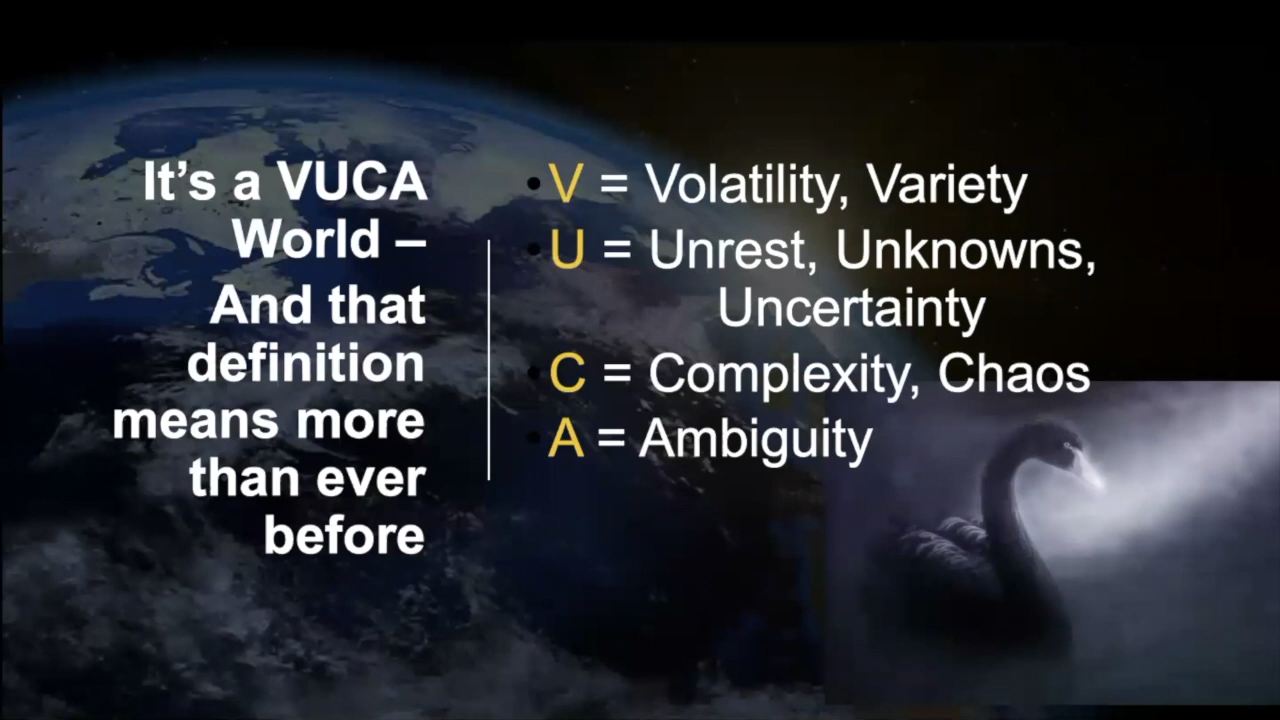 It's a VUCA
World –
And that
definition
means more
than ever
before
• V = Volatility, Variety
• U = Unrest, Unknowns,
Uncertainty
• C = Complexity, Chaos
• A = Ambiguity